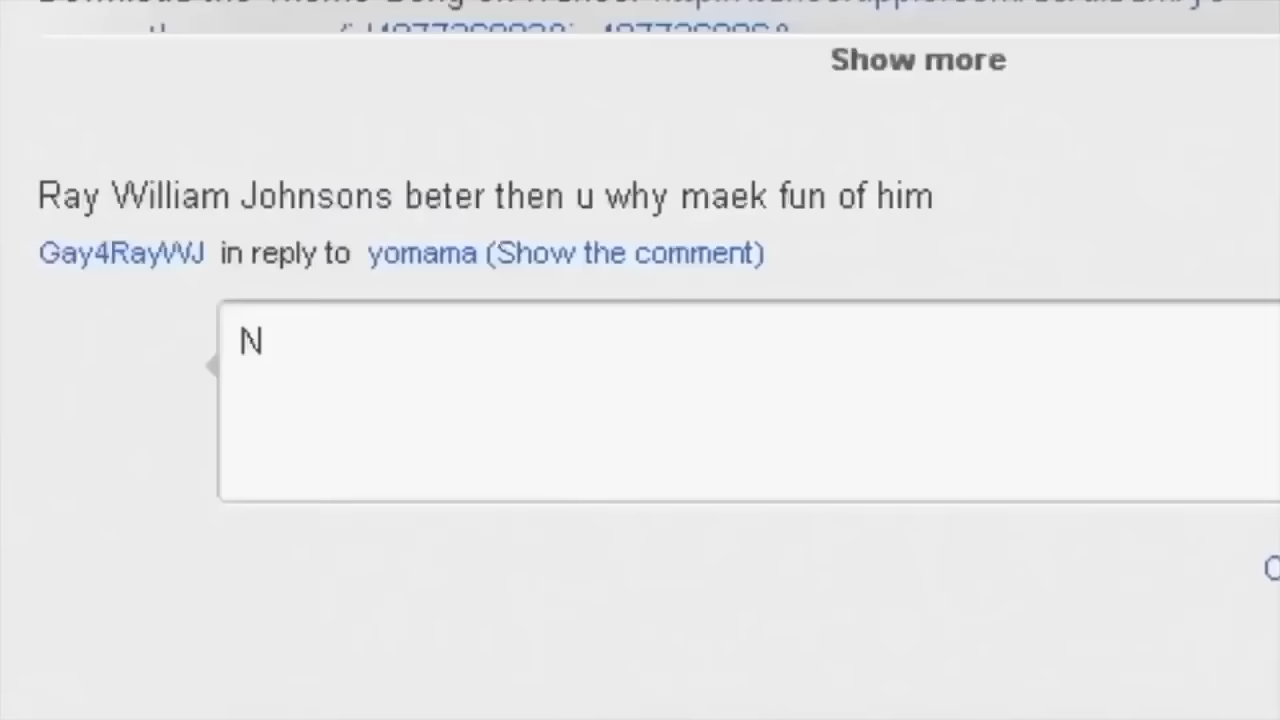 Show more
Ray William Johnsons beter then u why maek fun of him
Gay4RayWJ in reply to yomama (Show the comment)
N